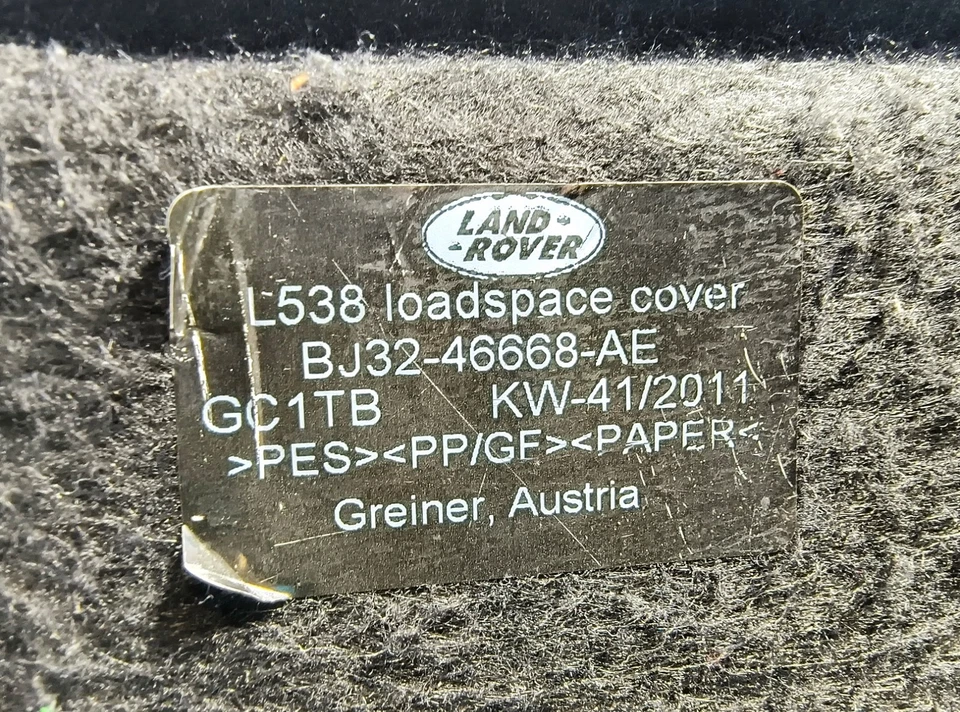 LAND
ROVER
L538 loadspace cover
BJ32-46668-AE
GC1TB KW-41/2011
>PES><PP/GF><PAPER<
Greiner, Austria